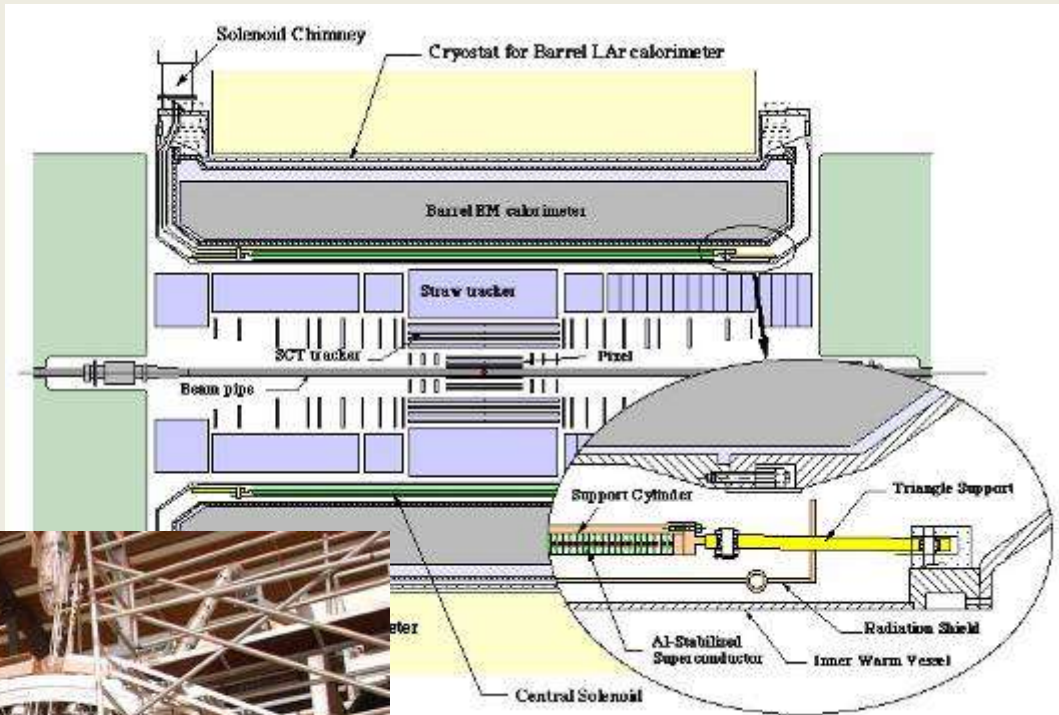 Solenoid Chimney
Cryostat for Barrel LAr calorimeter
Barrel EM calorimeter
Straw tracker
SCT tracker
Pixel
Beam pipe
Support Cylinder
Triangle Support
Radiation Shield
Al-Stabilized
Superconductor
Inner Warm Vessel
Central Solenoid